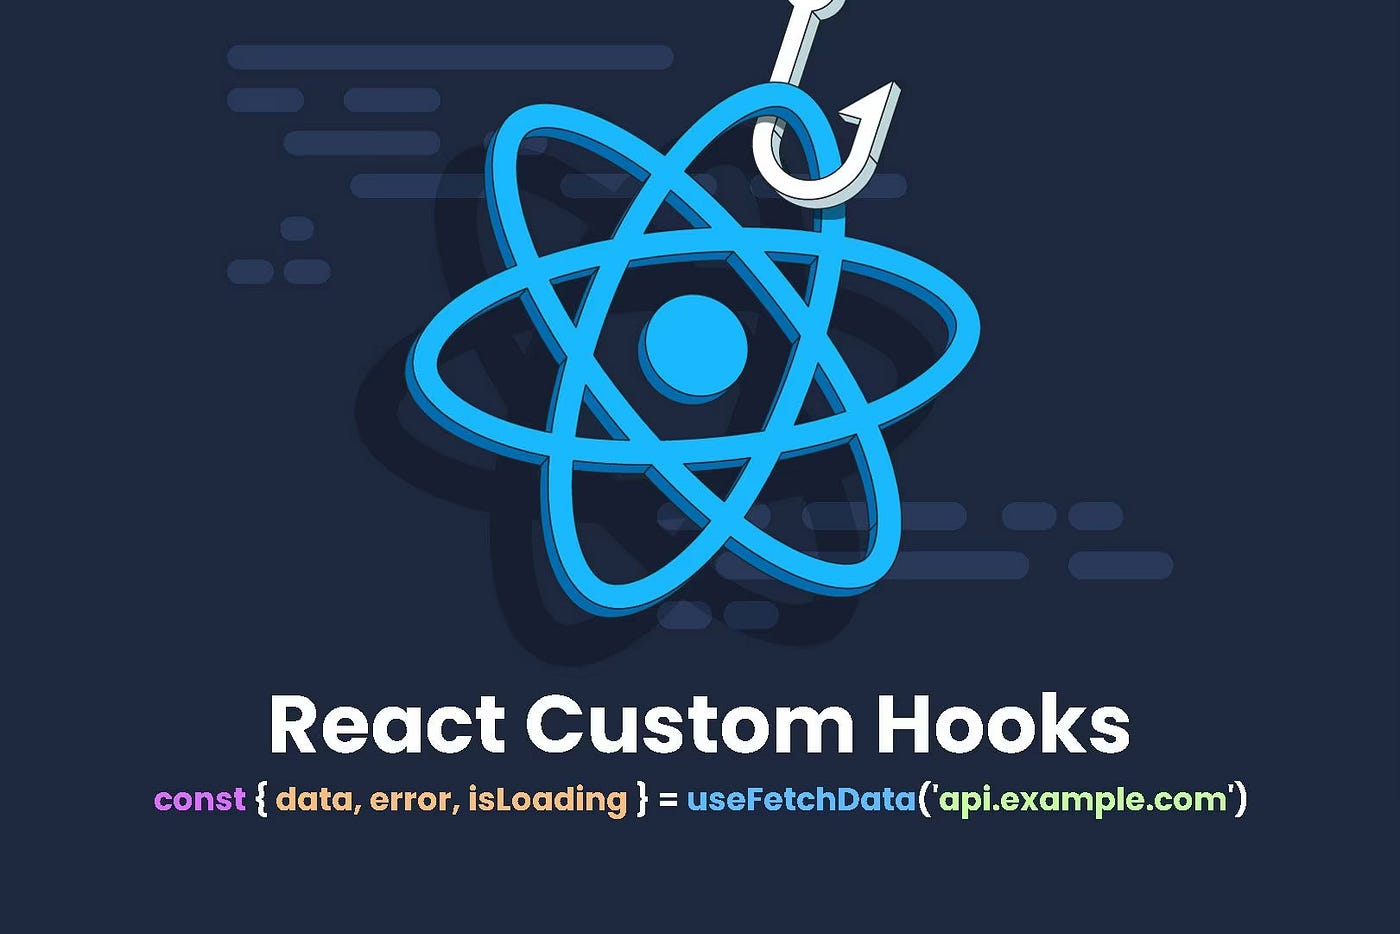 React Custom Hooks
const { data, error, isLoading } = useFetchData('api.example.com')